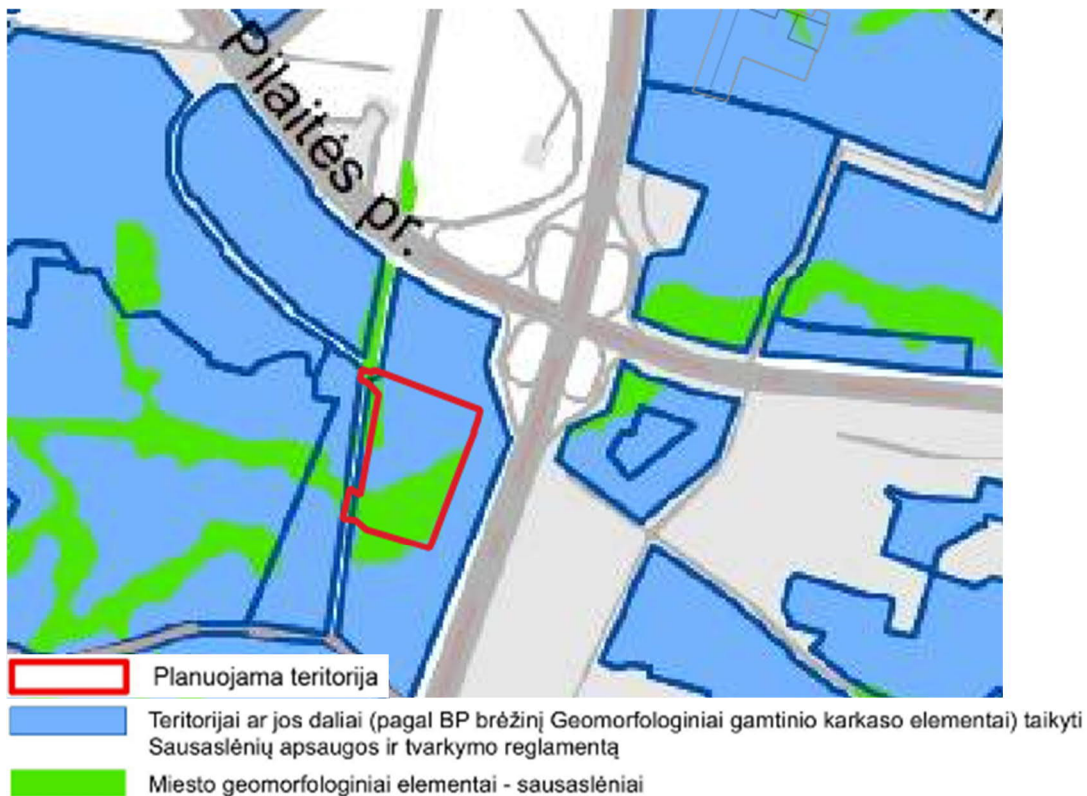 Pilaitės pr.
Planuojama teritorija
Teritorijai ar jos daliai (pagal BP brėžinį Geomorfologiniai gamtinio karkaso elementai) taikyti
Sausaslėnių apsaugos ir tvarkymo reglamentą
Miesto geomorfologiniai elementai - sausaslėniai